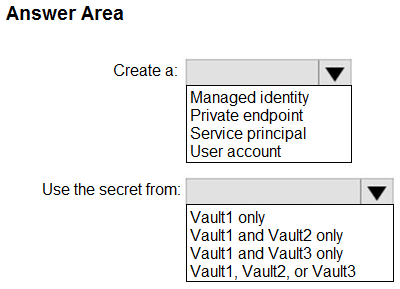 Answer Area
Create a:
Managed identity
Private endpoint
Service principal
User account
Use the secret from:
Vault1 only
Vault1 and Vault2 only
Vault1 and Vault3 only
Vault1, Vault2, or Vault3